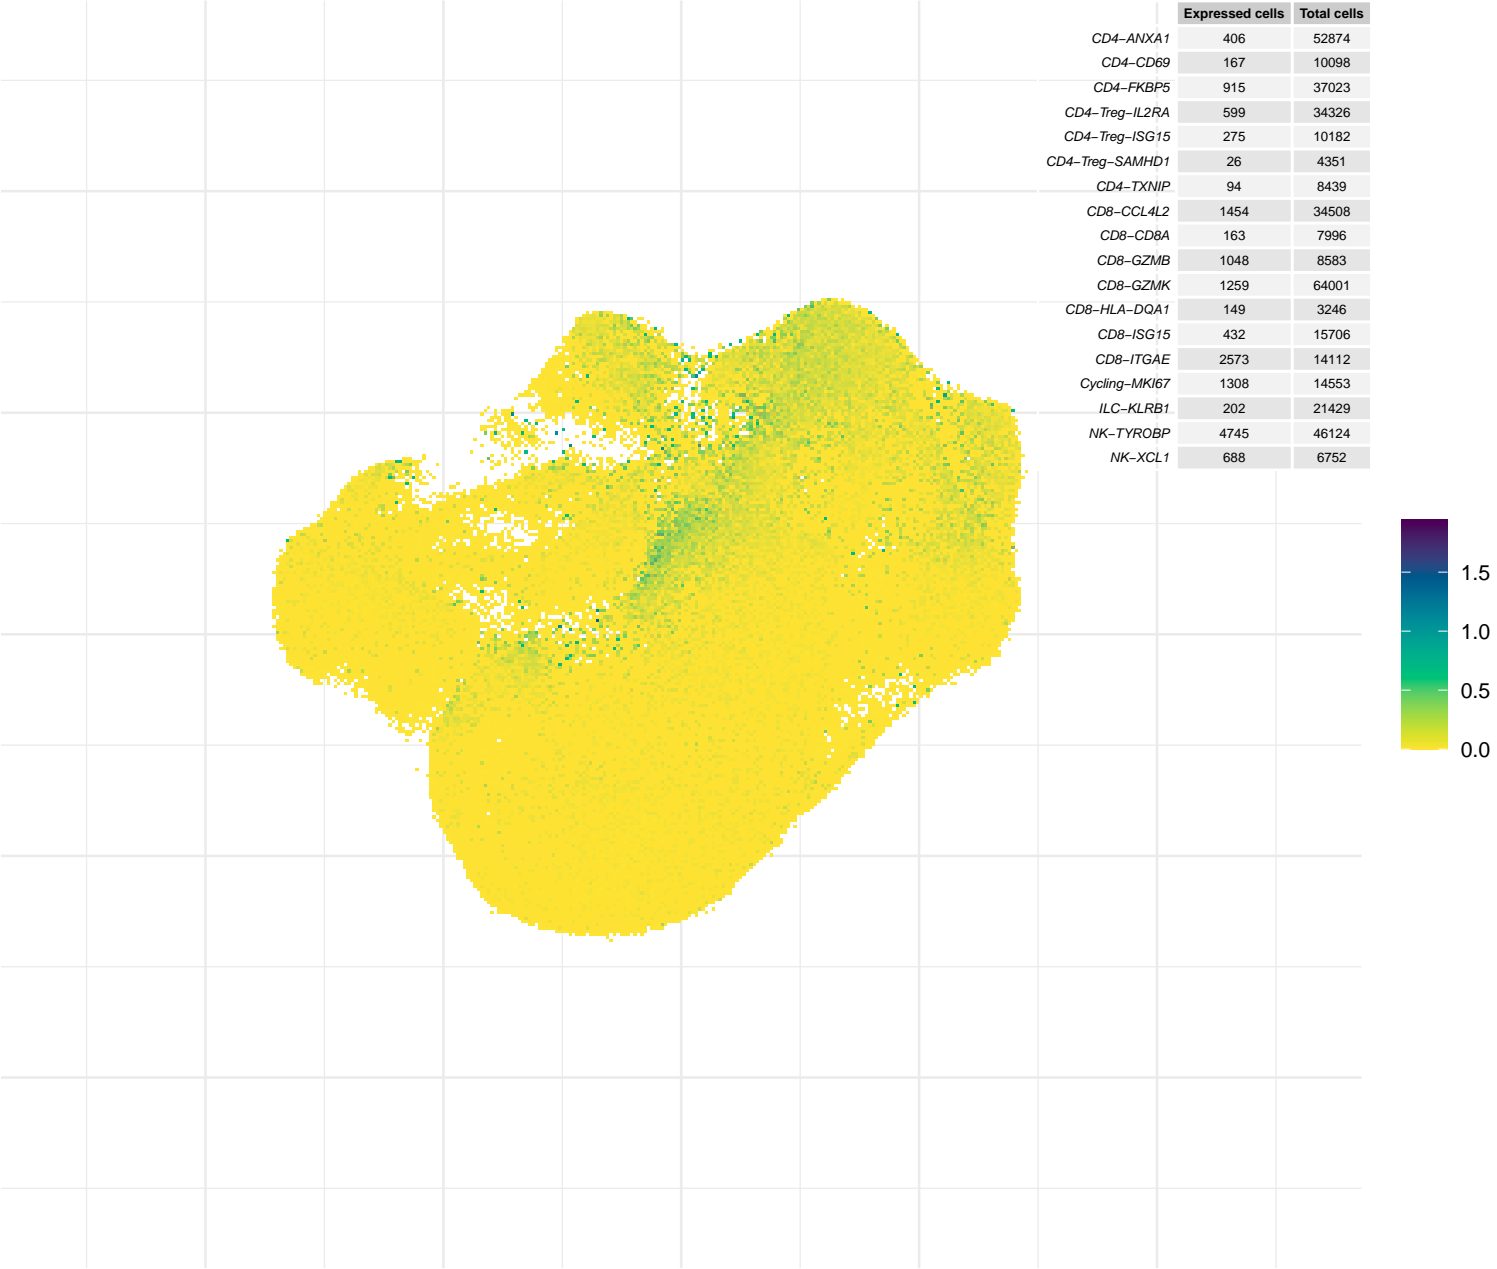 Expressed cells Total cells
CD4−ANXA1 406 52874
CD4−CD69 167 10098
CD4−FKBP5 915 37023
CD4−Treg−IL2RA 599 34326
CD4−Treg−ISG15 275 10182
CD4−Treg−SAMHD1 26 4351
CD4−TXNIP 94 8439
CD8−CCL4L2 1454 34508
CD8−CD8A 163 7996
CD8−GZMB 1048 8583
CD8−GZMK 1259 64001
CD8−HLA−DQA1 149 3246
CD8−ISG15 432 15706
CD8−ITGAE 2573 14112
Cycling−MKI67 1308 14553
ILC−KLRB1 202 21429
NK−TYROBP 4745 46124
NK−XCL1 688 6752
1.5
1.0
0.5
0.0